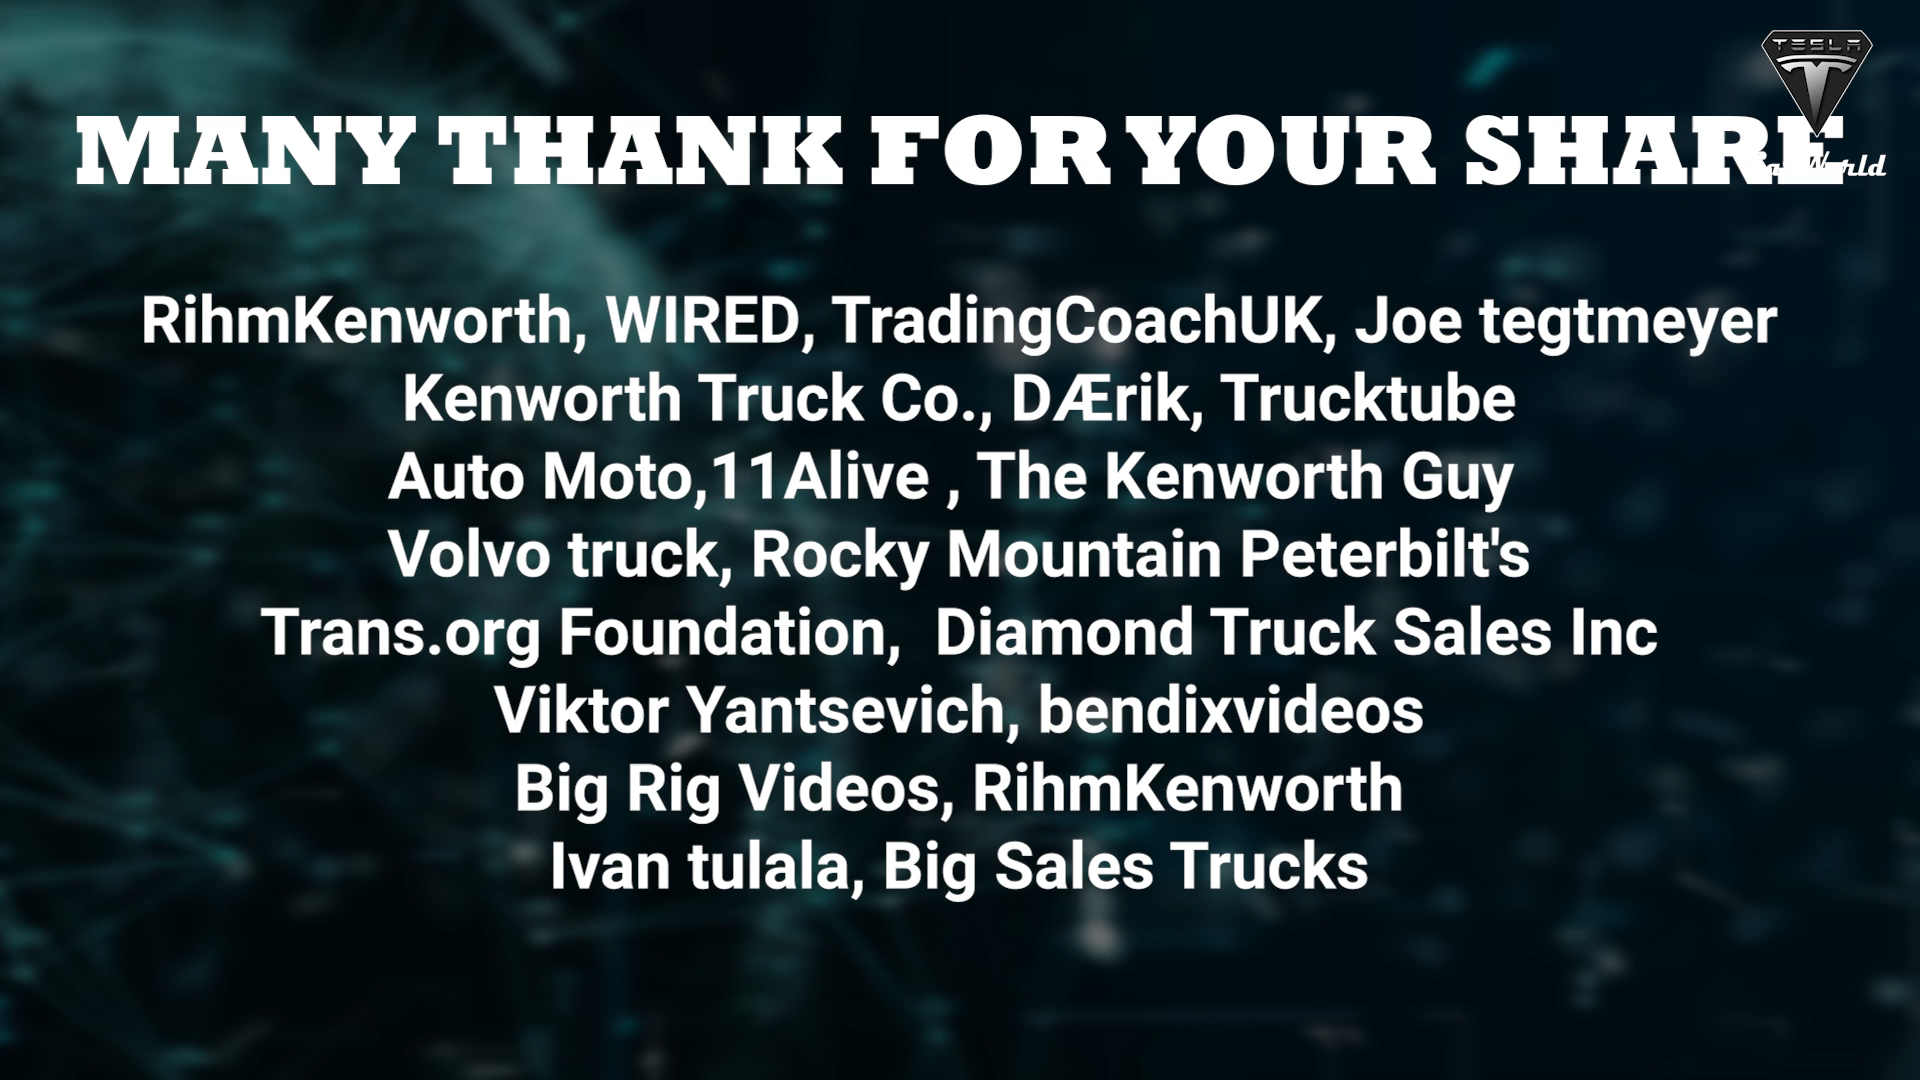 TESLA
MANY THANK FOR YOUR SHARE
World
RihmKenworth, WIRED, TradingCoachUK, Joe tegtmeyer
Kenworth Truck Co., DÆrik, Trucktube
Auto Moto,11Alive , The Kenworth Guy
Volvo truck, Rocky Mountain Peterbilt's
Trans.org Foundation,  Diamond Truck Sales Inc
Viktor Yantsevich, bendixvideos
Big Rig Videos, RihmKenworth
Ivan tulala, Big Sales Trucks